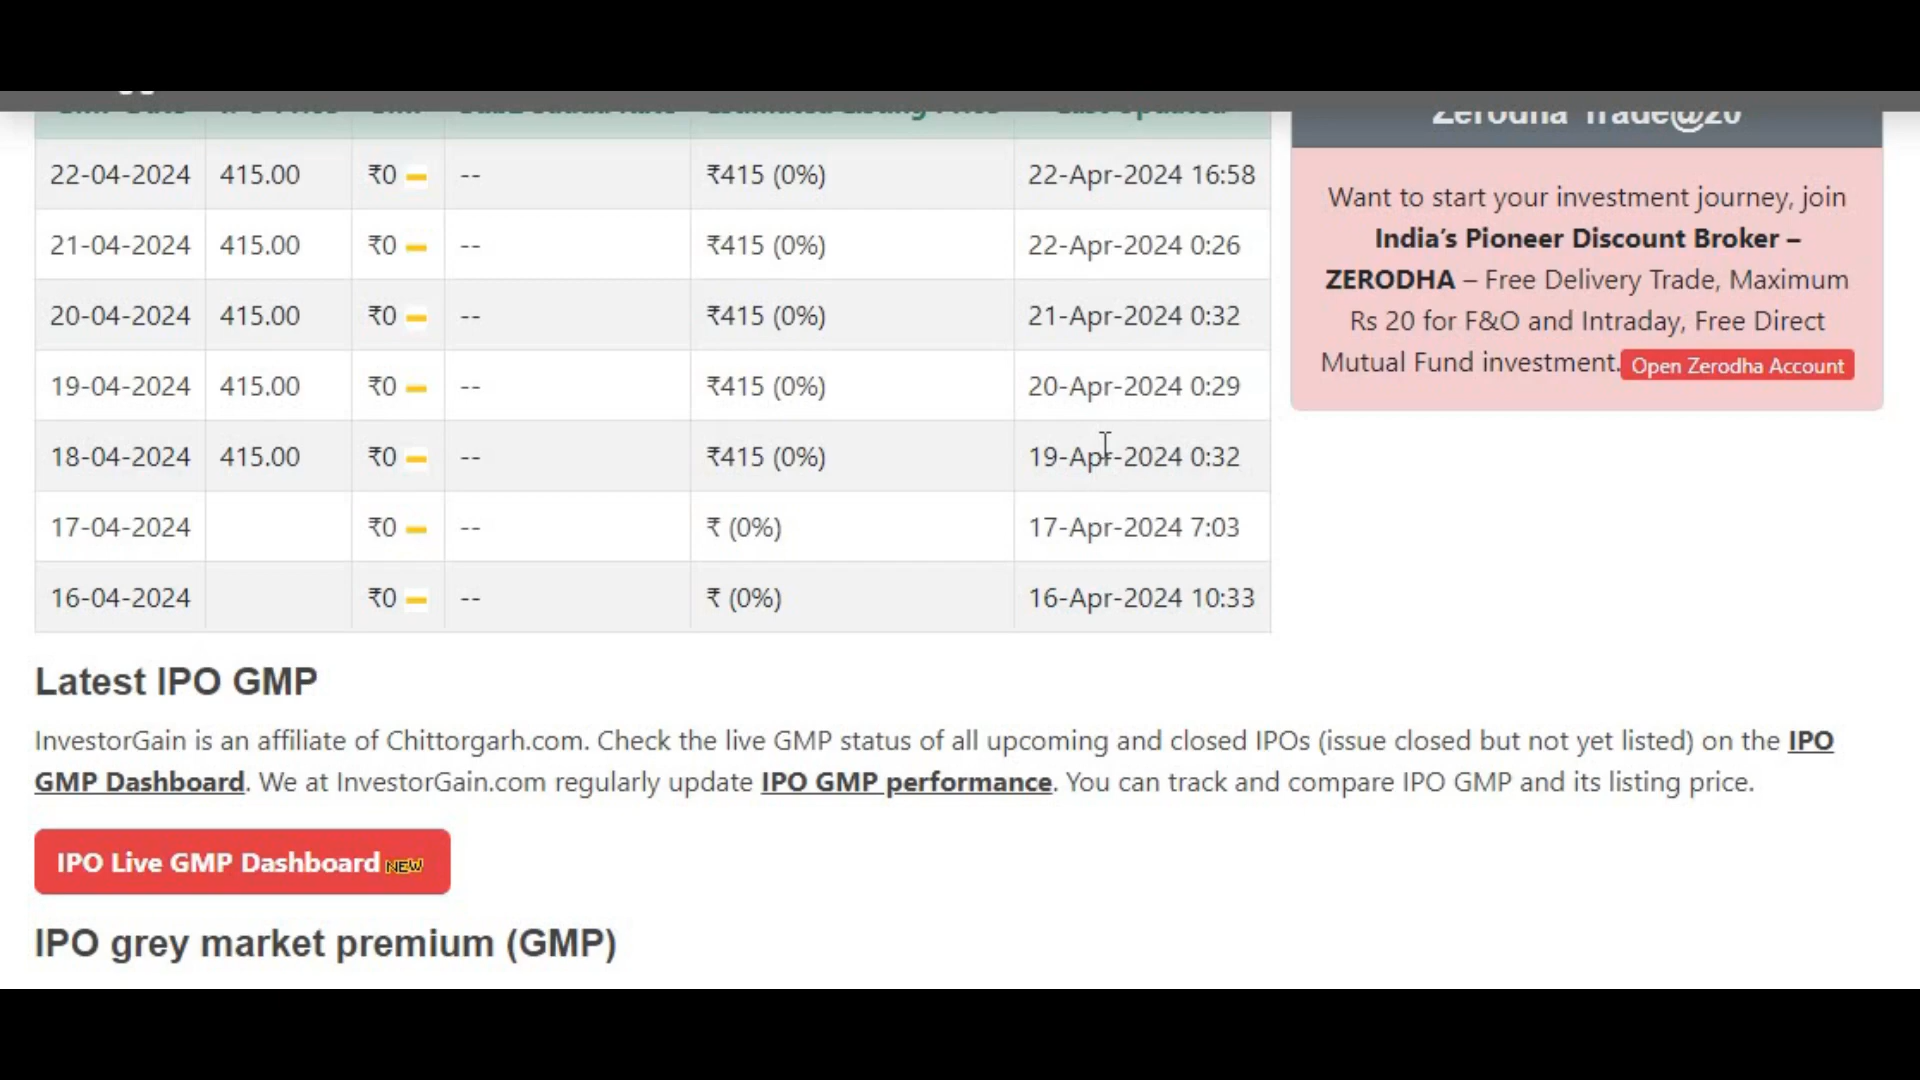 Zerodha Trade@20
22-04-2024 415.00 ₹0 -- ₹415 (0%) 22-Apr-2024 16:58
21-04-2024 415.00 ₹0 -- ₹415 (0%) 22-Apr-2024 0:26
20-04-2024 415.00 ₹0 -- ₹415 (0%) 21-Apr-2024 0:32
19-04-2024 415.00 ₹0 -- ₹415 (0%) 20-Apr-2024 0:29
18-04-2024 415.00 ₹0 -- ₹415 (0%) 19-Apr-2024 0:32
17-04-2024 ₹0 -- ₹ (0%) 17-Apr-2024 7:03
16-04-2024 ₹0 -- ₹ (0%) 16-Apr-2024 10:33
Want to start your investment journey, join
India's Pioneer Discount Broker –
ZERODHA – Free Delivery Trade, Maximum
Rs 20 for F&O and Intraday, Free Direct
Mutual Fund investment. Open Zerodha Account
Latest IPO GMP
InvestorGain is an affiliate of Chittorgarh.com. Check the live GMP status of all upcoming and closed IPOs (issue closed but not yet listed) on the IPO
GMP Dashboard. We at InvestorGain.com regularly update IPO GMP performance. You can track and compare IPO GMP and its listing price.
IPO Live GMP Dashboard NEW
IPO grey market premium (GMP)